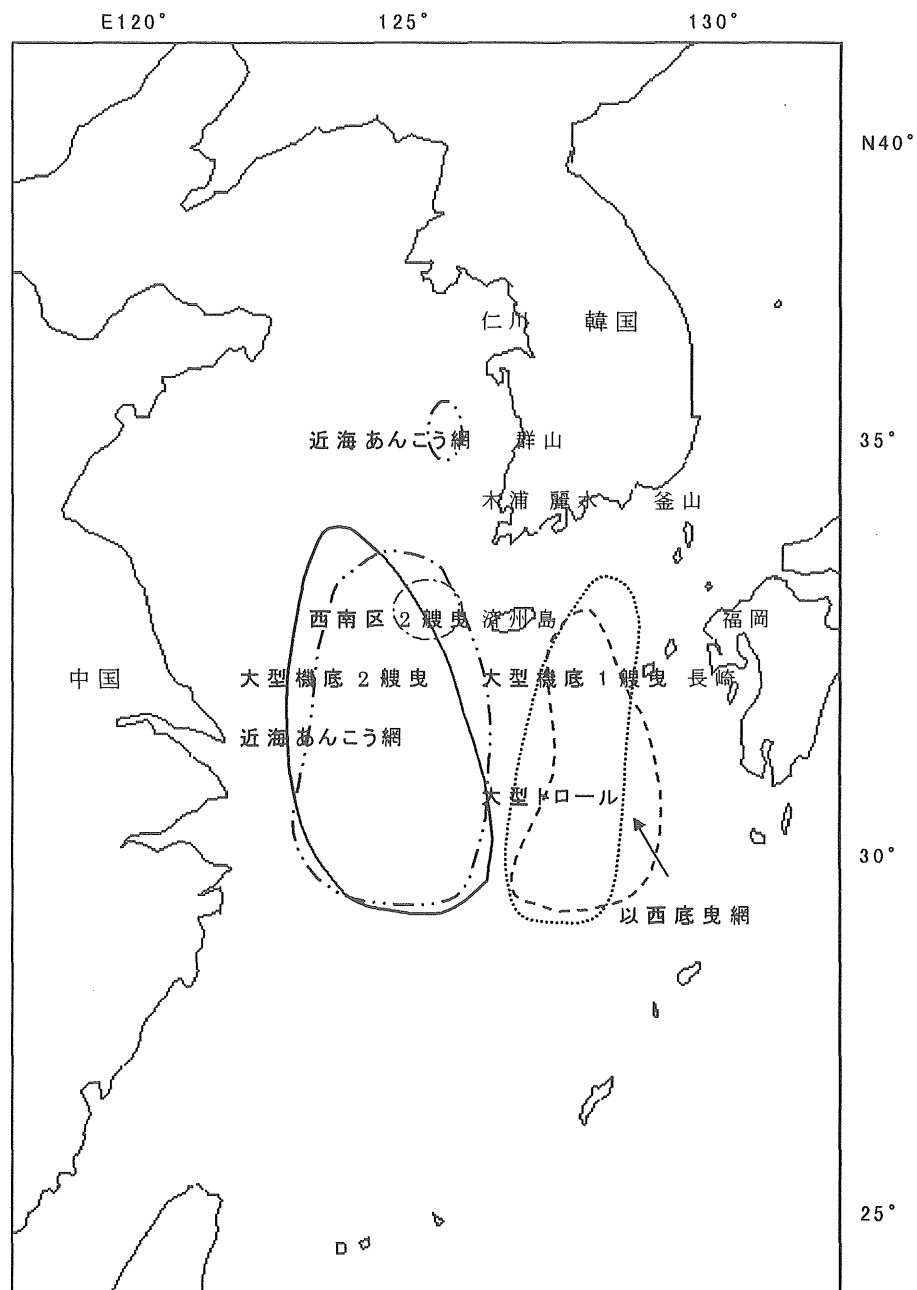 E120° 125° 130°
N40°
仁川 韓国
近海あんこう網 群山 35°
木浦 麗水 釜山
西南区2艘曳 済州島 福岡
中国 大型機底2艘曳 大型機底1艘曳 長崎
近海あんこう網
大型トロール
30°
以西底曳網
25°